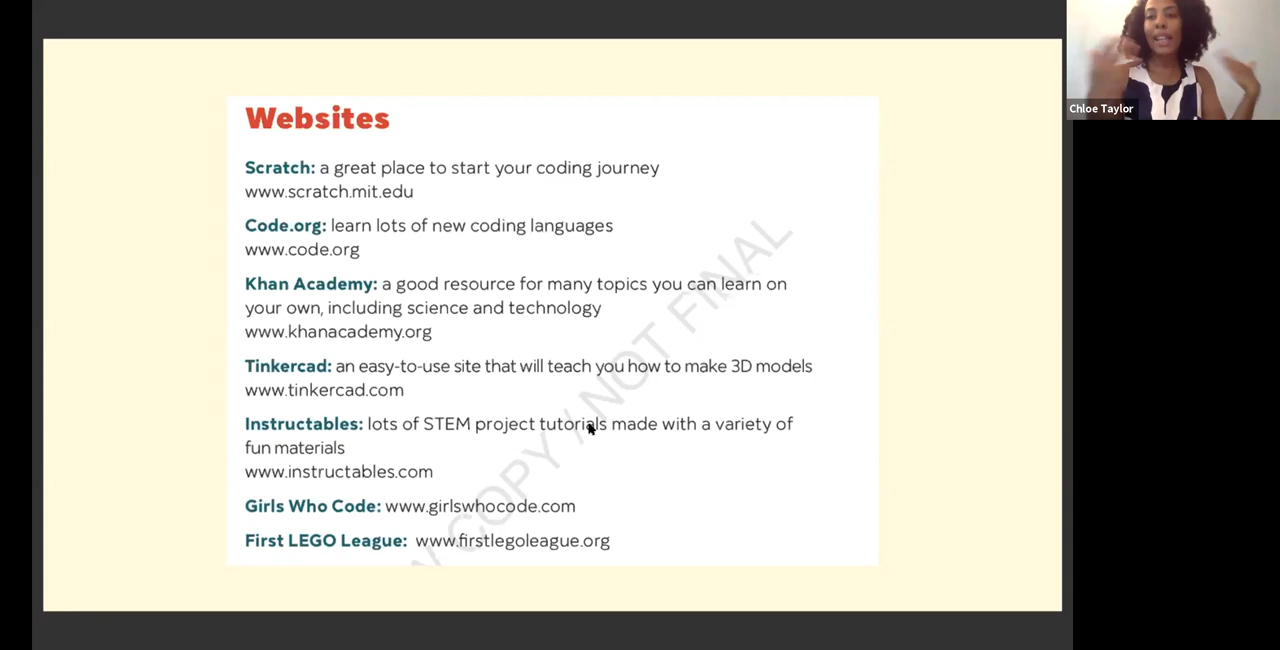 Websites
Scratch: a great place to start your coding journey
www.scratch.mit.edu
Code.org: learn lots of new coding languages
www.code.org
Khan Academy: a good resource for many topics you can learn on
your own, including science and technology
www.khanacademy.org
Tinkercad: an easy-to-use site that will teach you how to make 3D models
www.tinkercad.com
Instructables: lots of STEM project tutorials made with a variety of
fun materials
www.instructables.com
Girls Who Code: www.girlswhocode.com
First LEGO League: www.firstlegoleague.org
COPY / NOT FINAL
Chloe Taylor